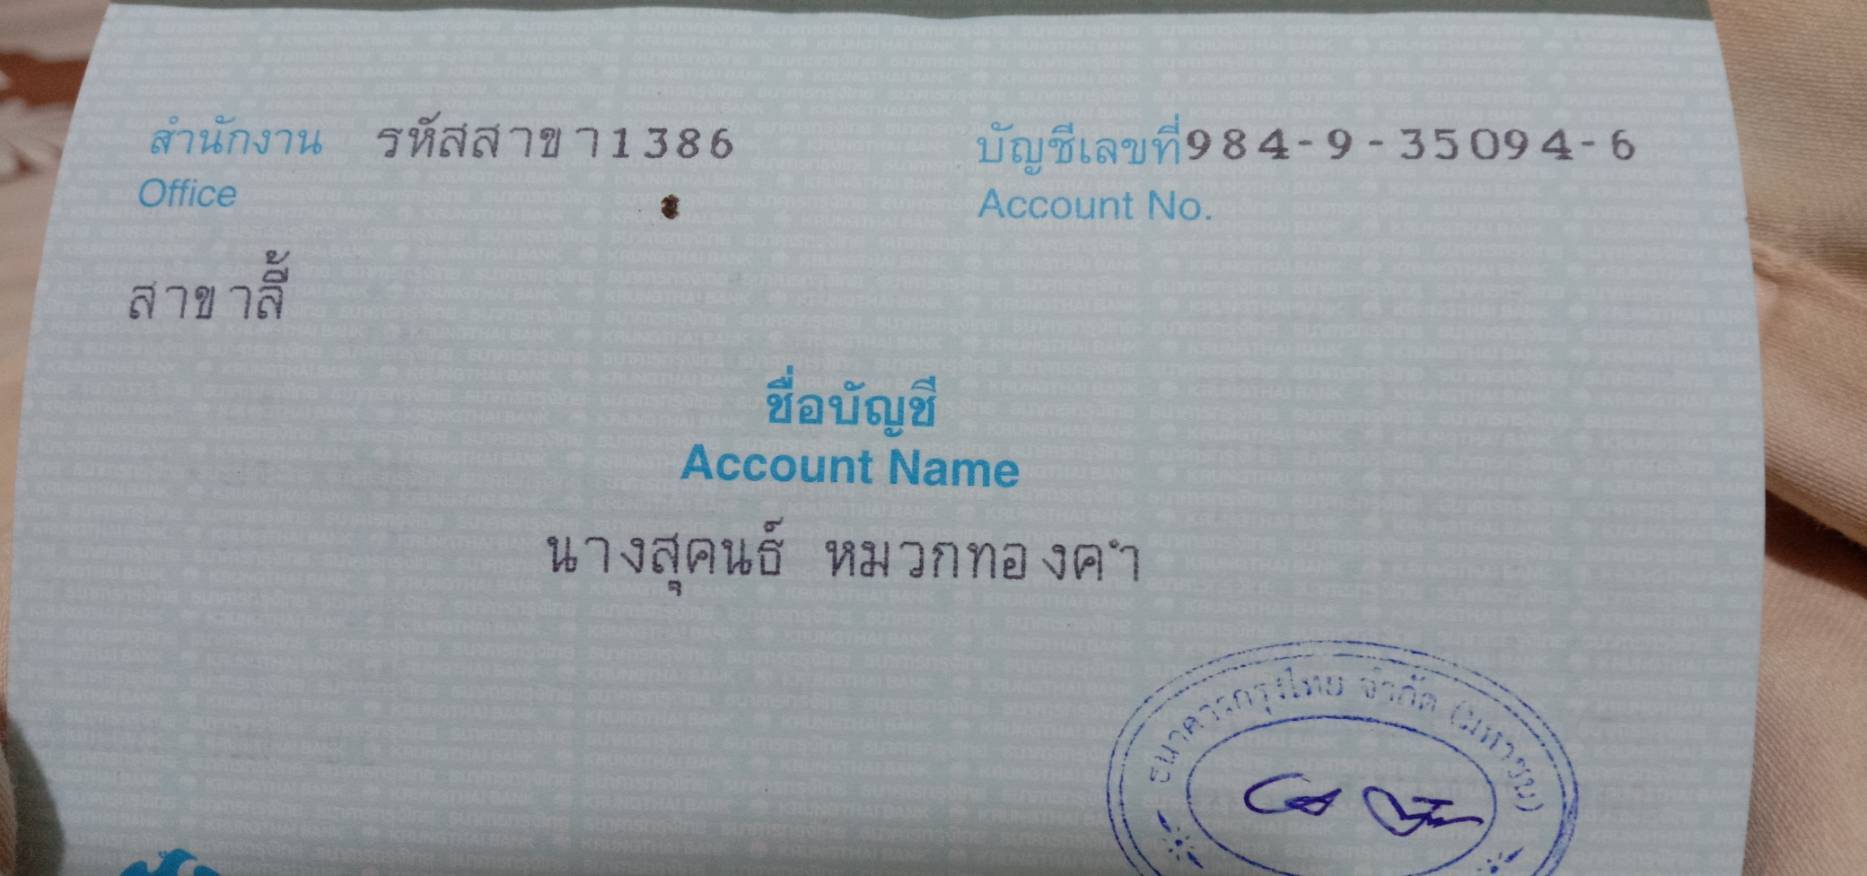 สำนักงาน รหัสสาขา1386 บัญชีเลขที่984-9-35094-6
Office Account No.
สาขาลี้
ชื่อบัญชี
Account Name
นางสุคนธ์ หมวกทองคำ
ธนาคารกรุงไทย จำกัด (มหาชน)